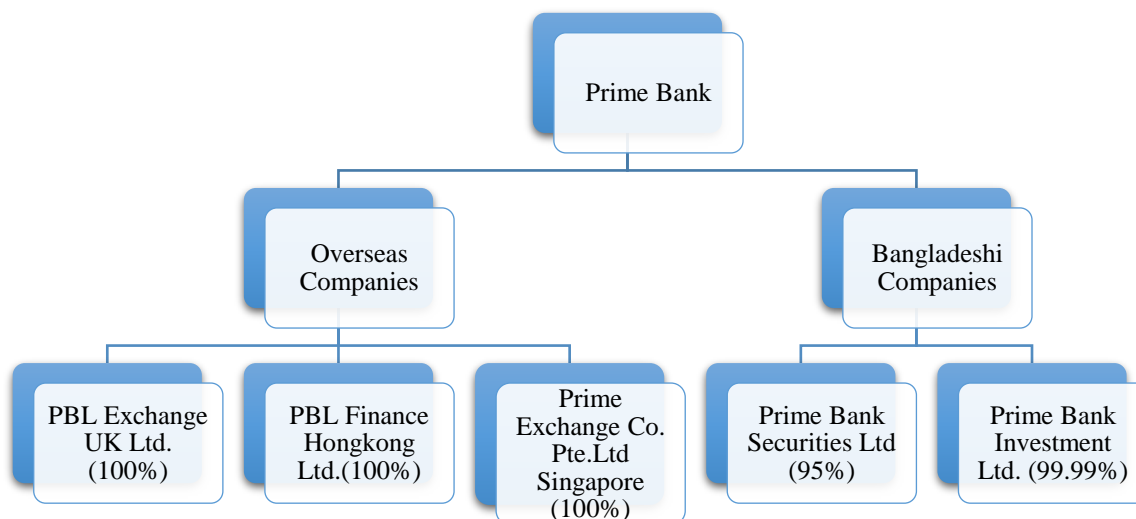 Prime Bank
Overseas
Companies
Bangladeshi
Companies
PBL Exchange
UK Ltd.
(100%)
PBL Finance
Hongkong
Ltd.(100%)
Prime
Exchange Co.
Pte.Ltd
Singapore
(100%)
Prime Bank
Securities Ltd
(95%)
Prime Bank
Investment
Ltd. (99.99%)